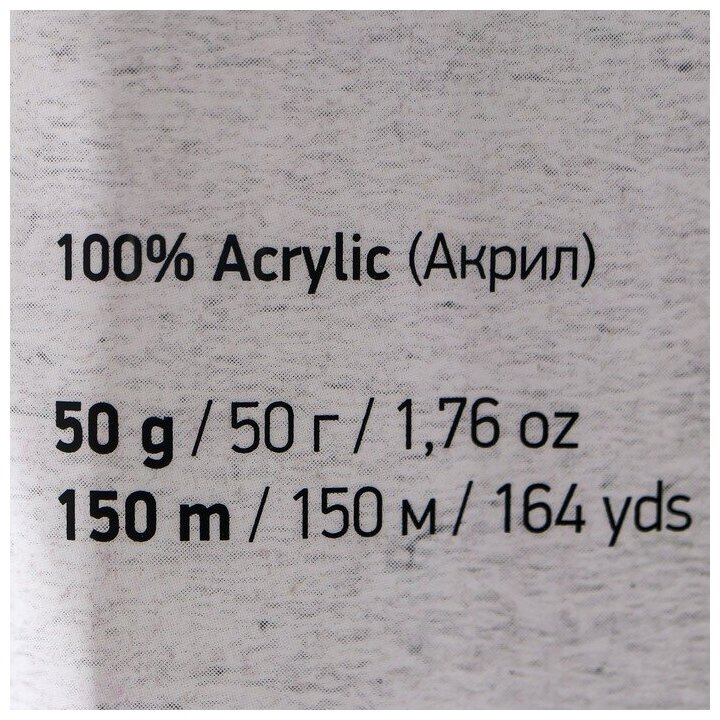 100% Acrylic (Акрил)
50 g / 50 г / 1,76 oz
150 m / 150 м / 164 yds